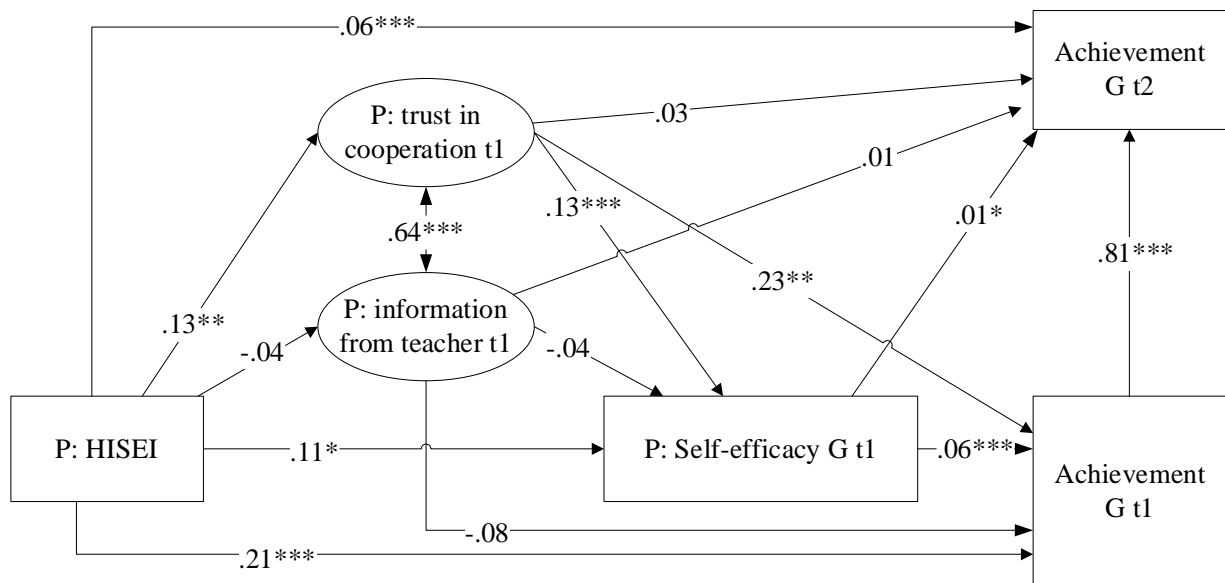 .06***
Achievement
G t2
P: trust in
cooperation t1
.03
.01
.13***
.64***
.01*
.81***
.23**
P: information
from teacher t1
.13**
-.04
-.04
P: HISEI
.11*
P: Self-efficacy G t1
.06***
Achievement
G t1
-.08
.21***